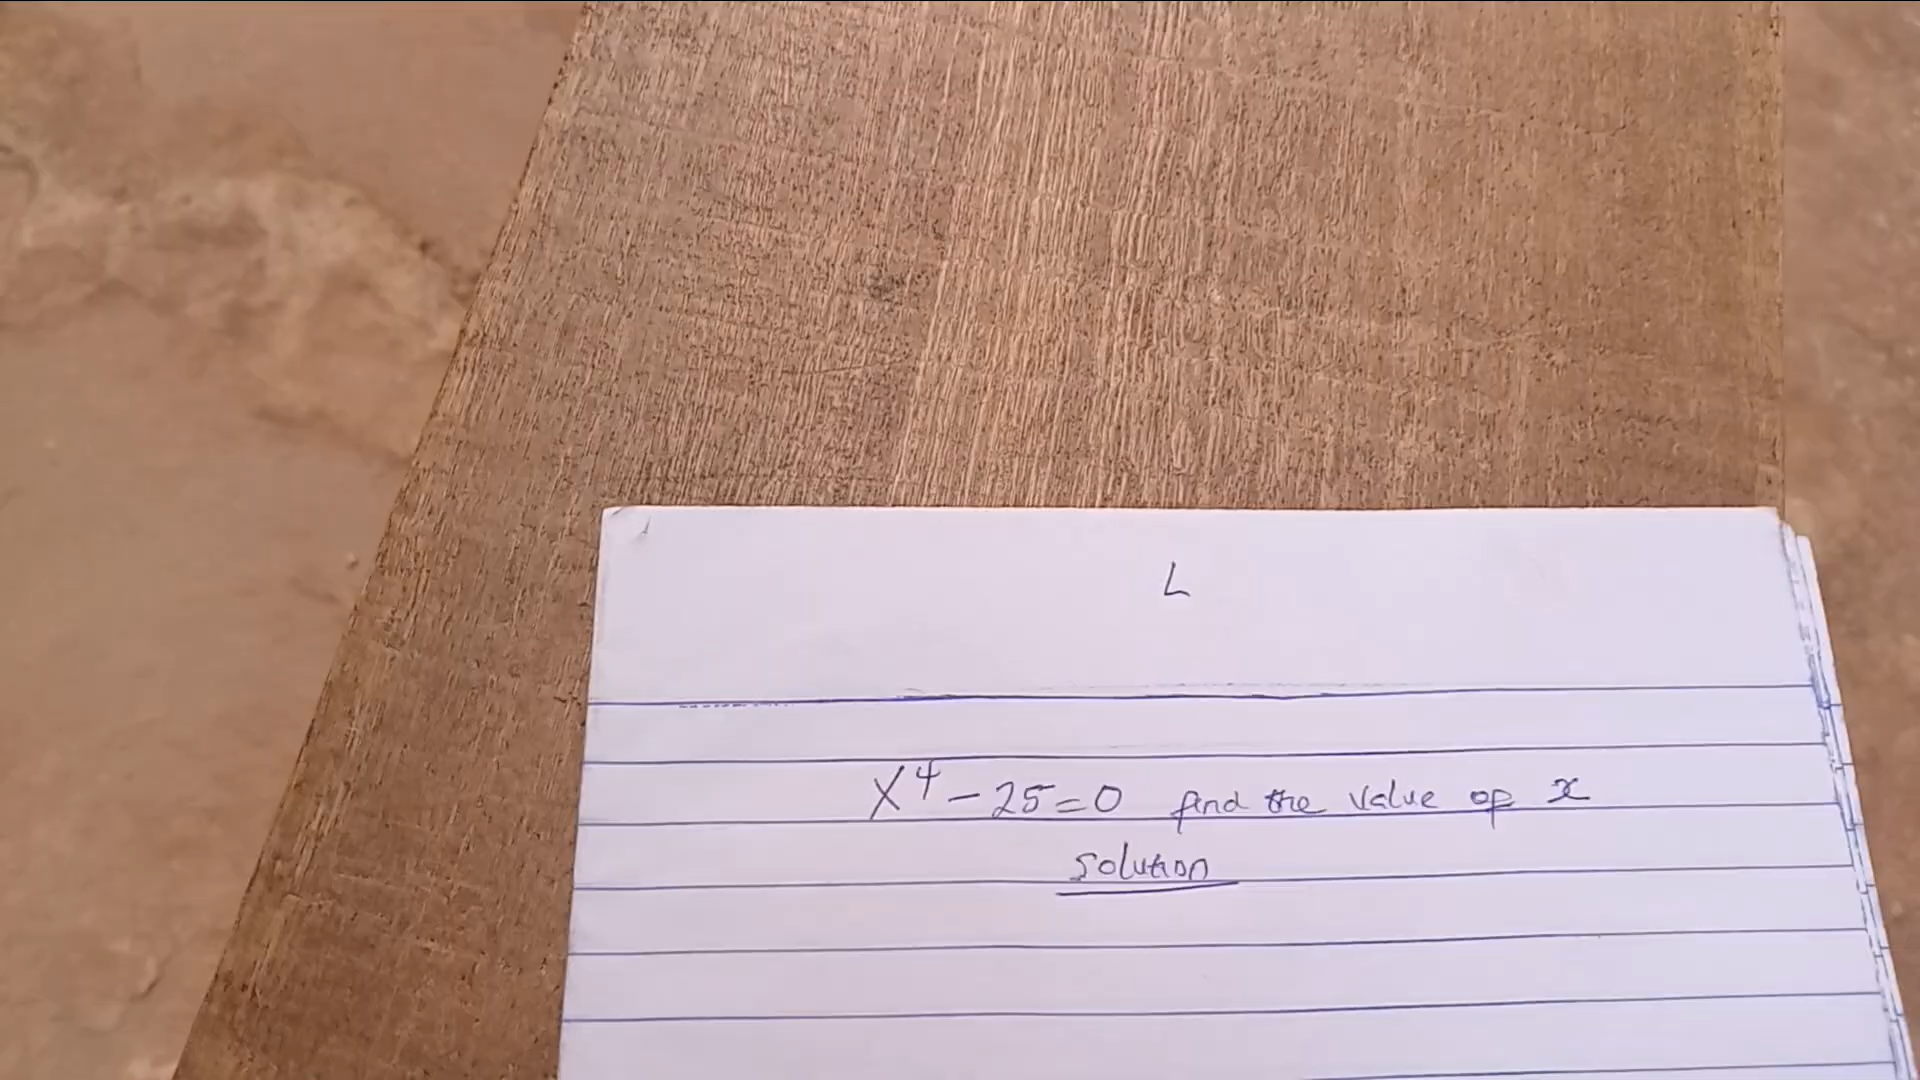 L
X⁴ - 25 = 0 find the value of x
Solution